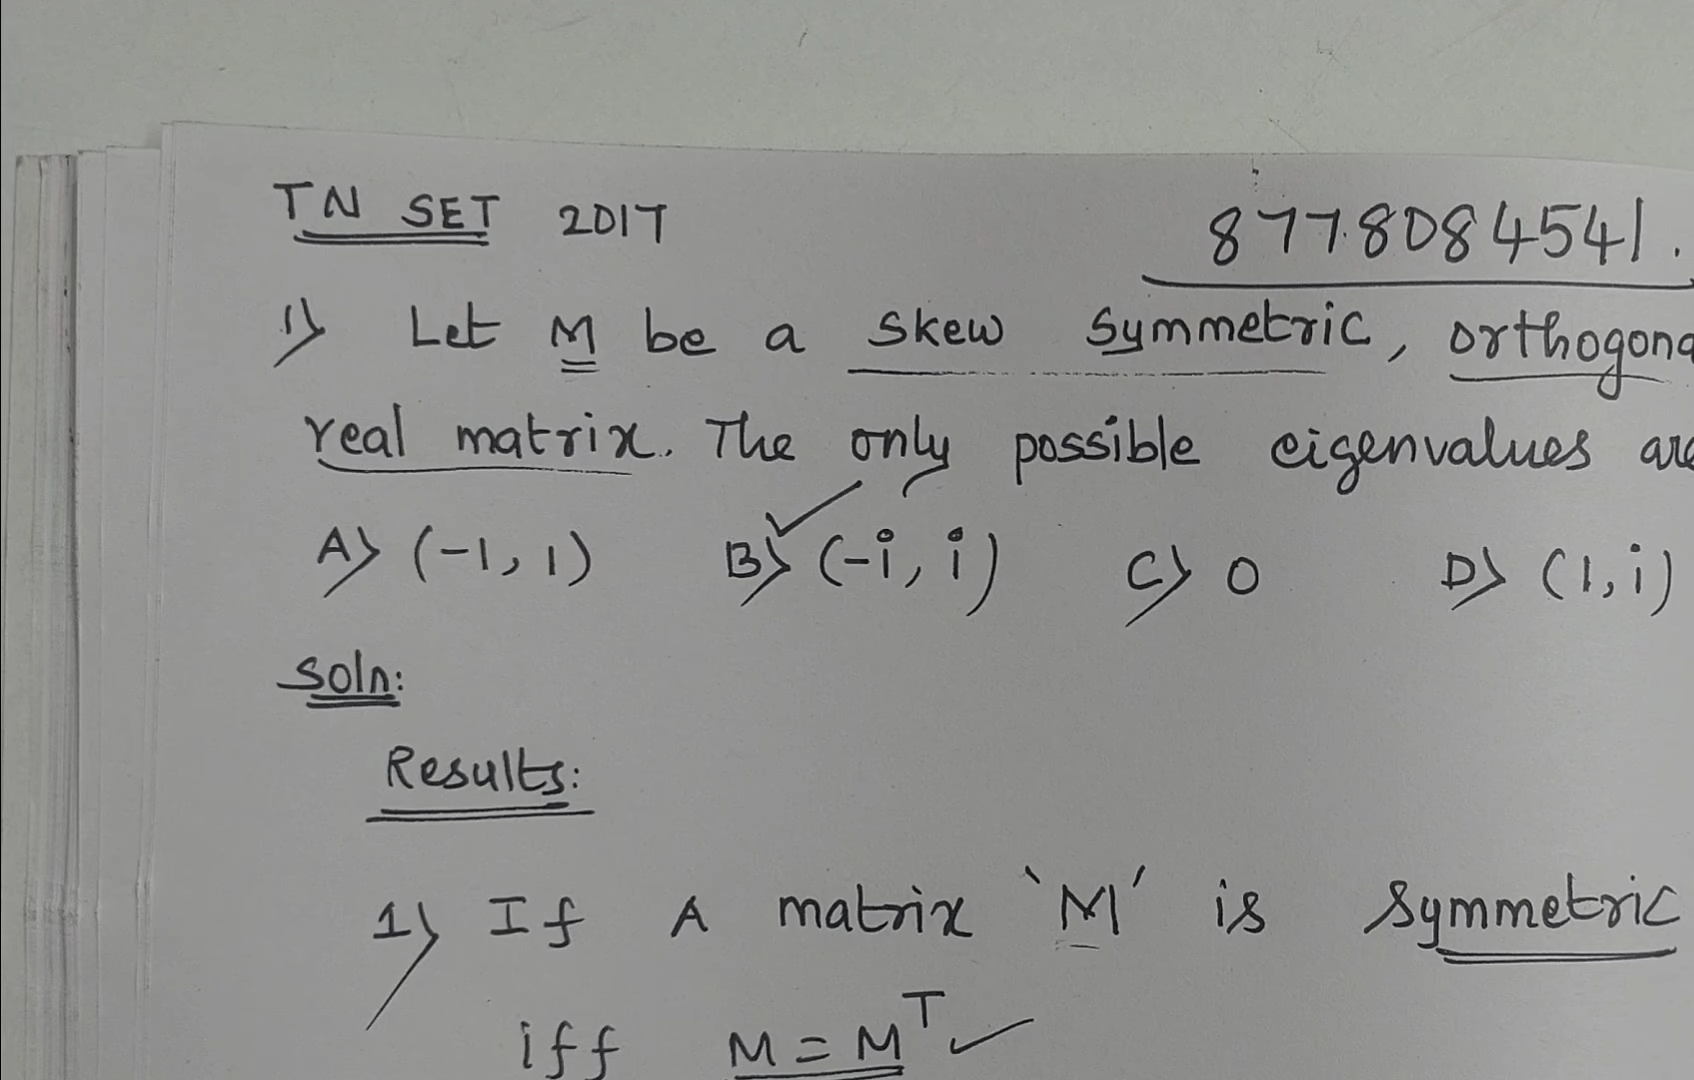 TN SET 2017
8778084541.
1) Let M be a skew symmetric, orthogona
real matrix. The only possible eigenvalues are
A) (-1, 1) B) (-i, i) C) 0 D) (1, i)
Soln:
Results:
1) If A matrix 'M' is symmetric
iff M = M^T